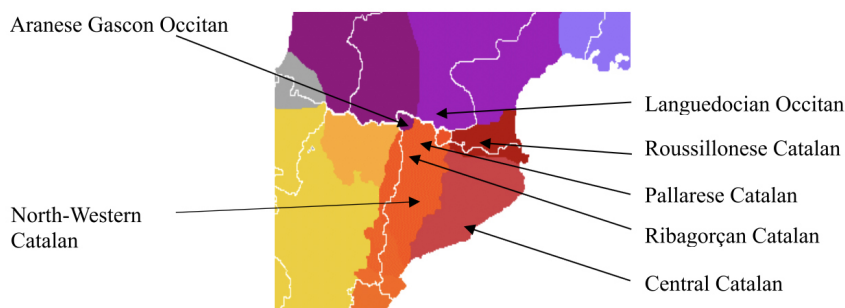 Aranese Gascon Occitan
Languedocian Occitan
Roussillonese Catalan
Pallarese Catalan
North-Western
Catalan
Ribagorçan Catalan
Central Catalan